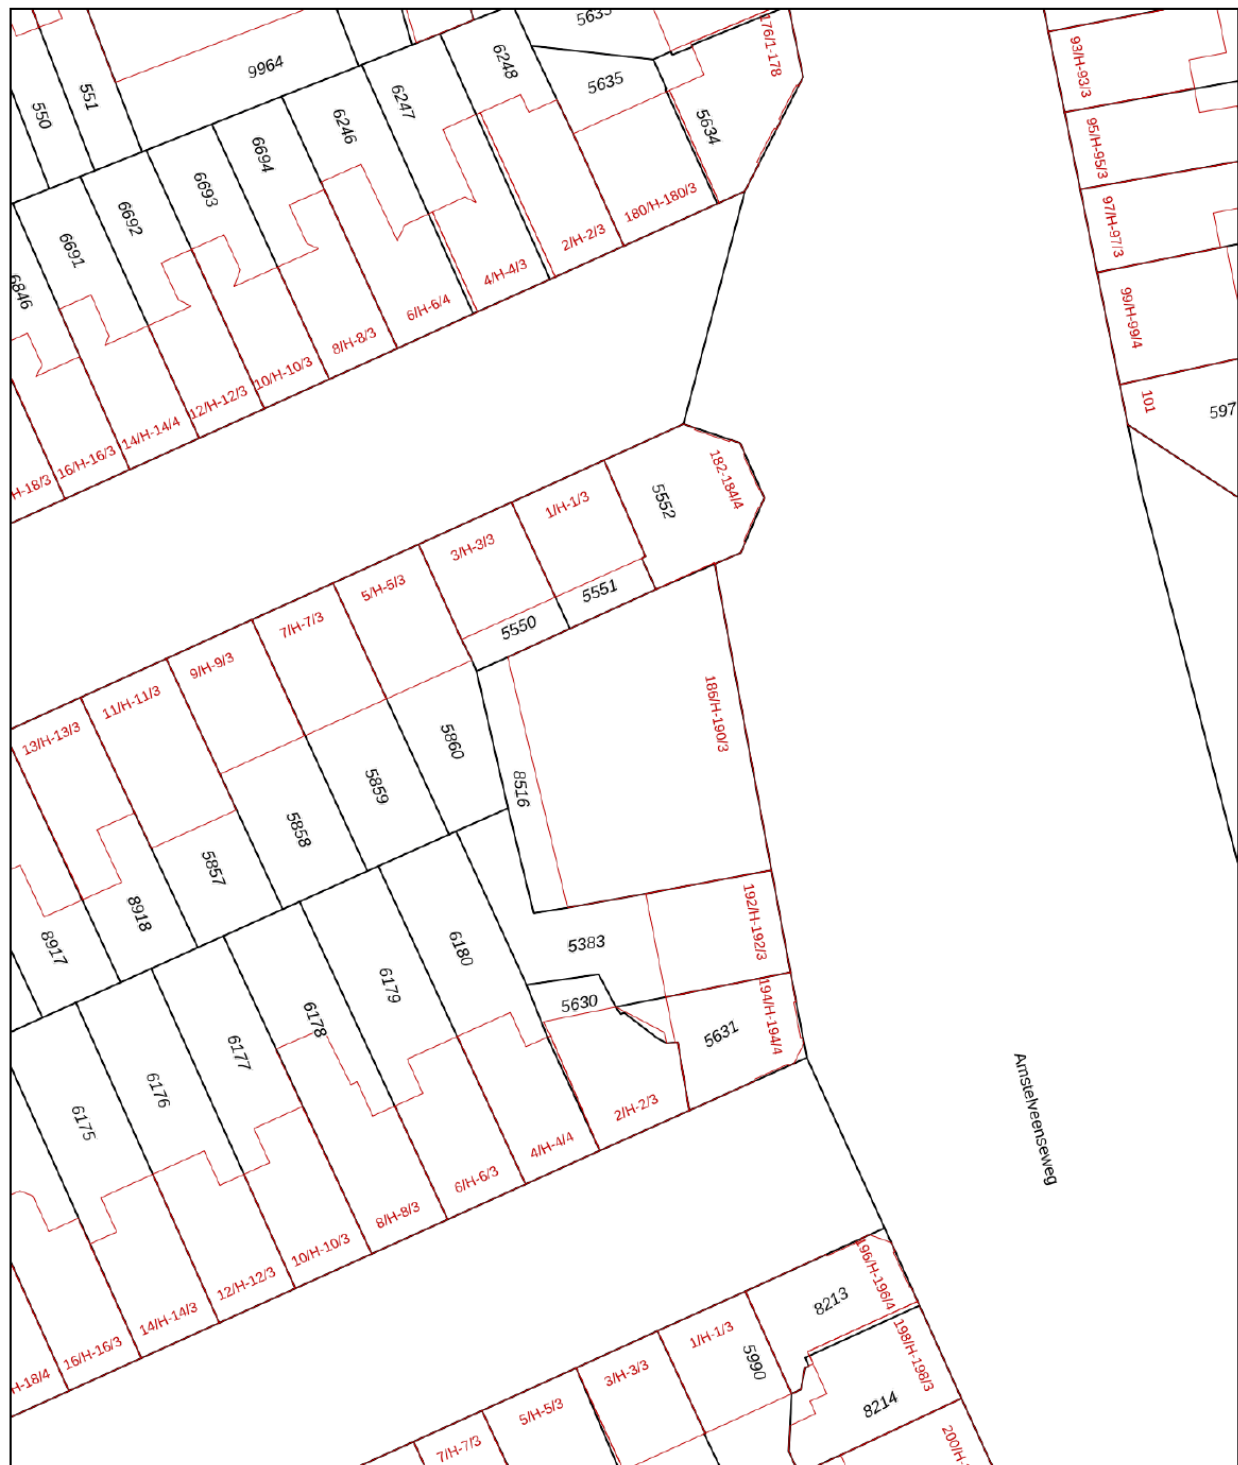 5633
176/1-178
93/H-93/3
9964
6248
5635
551
550
6247
6246
5634
95/H-95/3
6694
6693
6692
6691
180/H-180/3
97/H-97/3
2/H-2/3
4/H-4/3
6846
6/H-6/4
99/H-99/4
8/H-8/3
10/H-10/3
12/H-12/3
14/H-14/4
16/H-16/3
H-18/3
101
597
182-184/4
5552
1/H-1/3
3/H-3/3
5/H-5/3
5551
5550
7/H-7/3
9/H-9/3
11/H-11/3
13/H-13/3
186/H-190/3
5860
8516
5859
5858
5857
8918
8917
192/H-192/3
5383
6180
6179
5630
194/H-194/4
5631
6178
6177
6176
6175
2/H-2/3
4/H-4/4
6/H-6/3
8/H-8/3
10/H-10/3
12/H-12/3
14/H-14/3
16/H-16/3
H-18/4
Amstelveenseweg
196/H-196/4
8213
1/H-1/3
5990
198/H-198/3
3/H-3/3
8214
5/H-5/3
7/H-7/3
200/H-